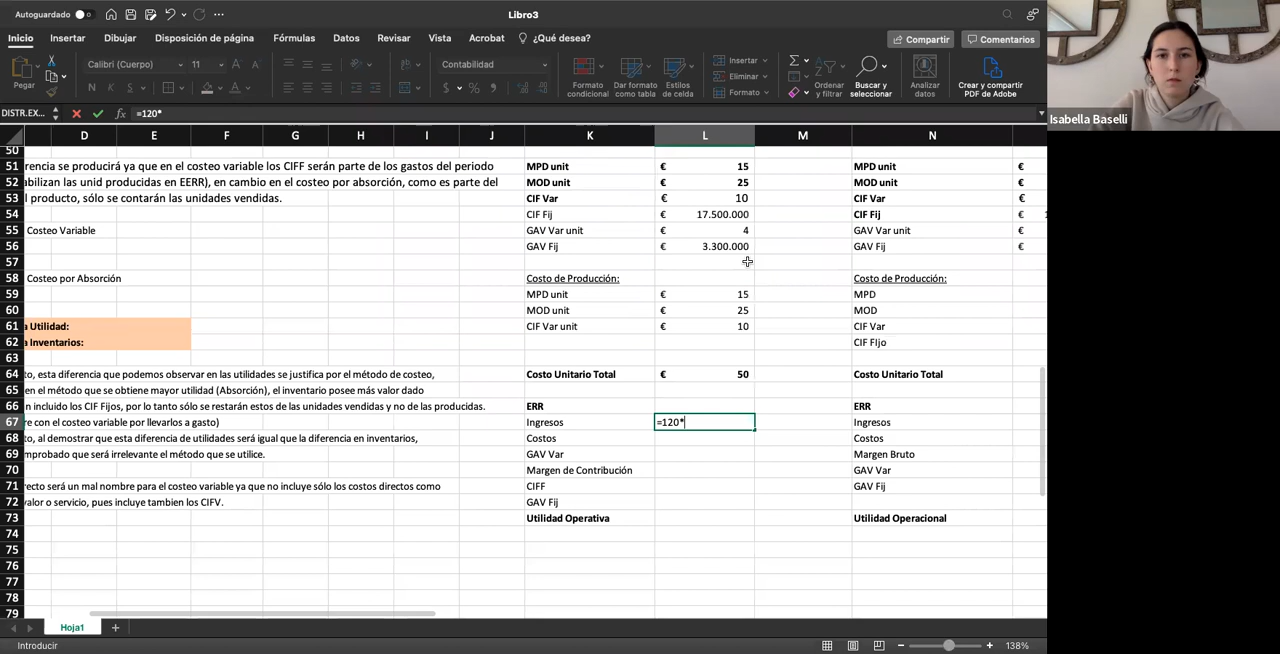 Autoguardado
Libro3
Inicio Insertar Dibujar Disposición de página Fórmulas Datos Revisar Vista Acrobat ¿Qué desea? Compartir Comentarios
Pegar Calibri (Cuerpo) 11 Contabilidad Formato condicional Dar formato como tabla Estilos de celda Insertar Eliminar Formato Ordenar y filtrar Buscar y seleccionar Analizar datos Crear y compartir PDF de Adobe
N K S A $ %
DISTR.EX... fx =120*
Isabella Baselli
D E F G H I J K L M N
50
51 rencia se producirá ya que en el costeo variable los CIFF serán parte de los gastos del periodo MPD unit € 15 MPD unit €
52 abilizan las unid producidas en EERR), en cambio en el costeo por absorción, como es parte del MOD unit € 25 MOD unit €
53 l producto, sólo se contarán las unidades vendidas. CIF Var € 10 CIF Var €
54 CIF Fij € 17.500.000 CIF Fij € 1
55 Costeo Variable GAV Var unit € 4 GAV Var unit €
56 GAV Fij € 3.300.000 GAV Fij €
57
58 Costeo por Absorción Costo de Producción: Costo de Producción:
59 MPD unit € 15 MPD
60 MOD unit € 25 MOD
61 a Utilidad: CIF Var unit € 10 CIF Var
62 a Inventarios: CIF FIjo
63
64 to, esta diferencia que podemos observar en las utilidades se justifica por el método de costeo, Costo Unitario Total € 50 Costo Unitario Total
65 en el método que se obtiene mayor utilidad (Absorción), el inventario posee más valor dado
66 n incluido los CIF Fijos, por lo tanto sólo se restarán estos de las unidades vendidas y no de las producidas. ERR ERR
67 re con el costeo variable por llevarlos a gasto) Ingresos =120* Ingresos
68 to, al demostrar que esta diferencia de utilidades será igual que la diferencia en inventarios, Costos Costos
69 mprobado que será irrelevante el método que se utilice. GAV Var Margen Bruto
70 Margen de Contribución GAV Var
71 recto será un mal nombre para el costeo variable ya que no incluye sólo los costos directos como CIFF GAV Fij
72 valor o servicio, pues incluye tambien los CIFV. GAV Fij
73 Utilidad Operativa Utilidad Operacional
74
75
76
77
78
79
Hoja1 +
Introducir 138%